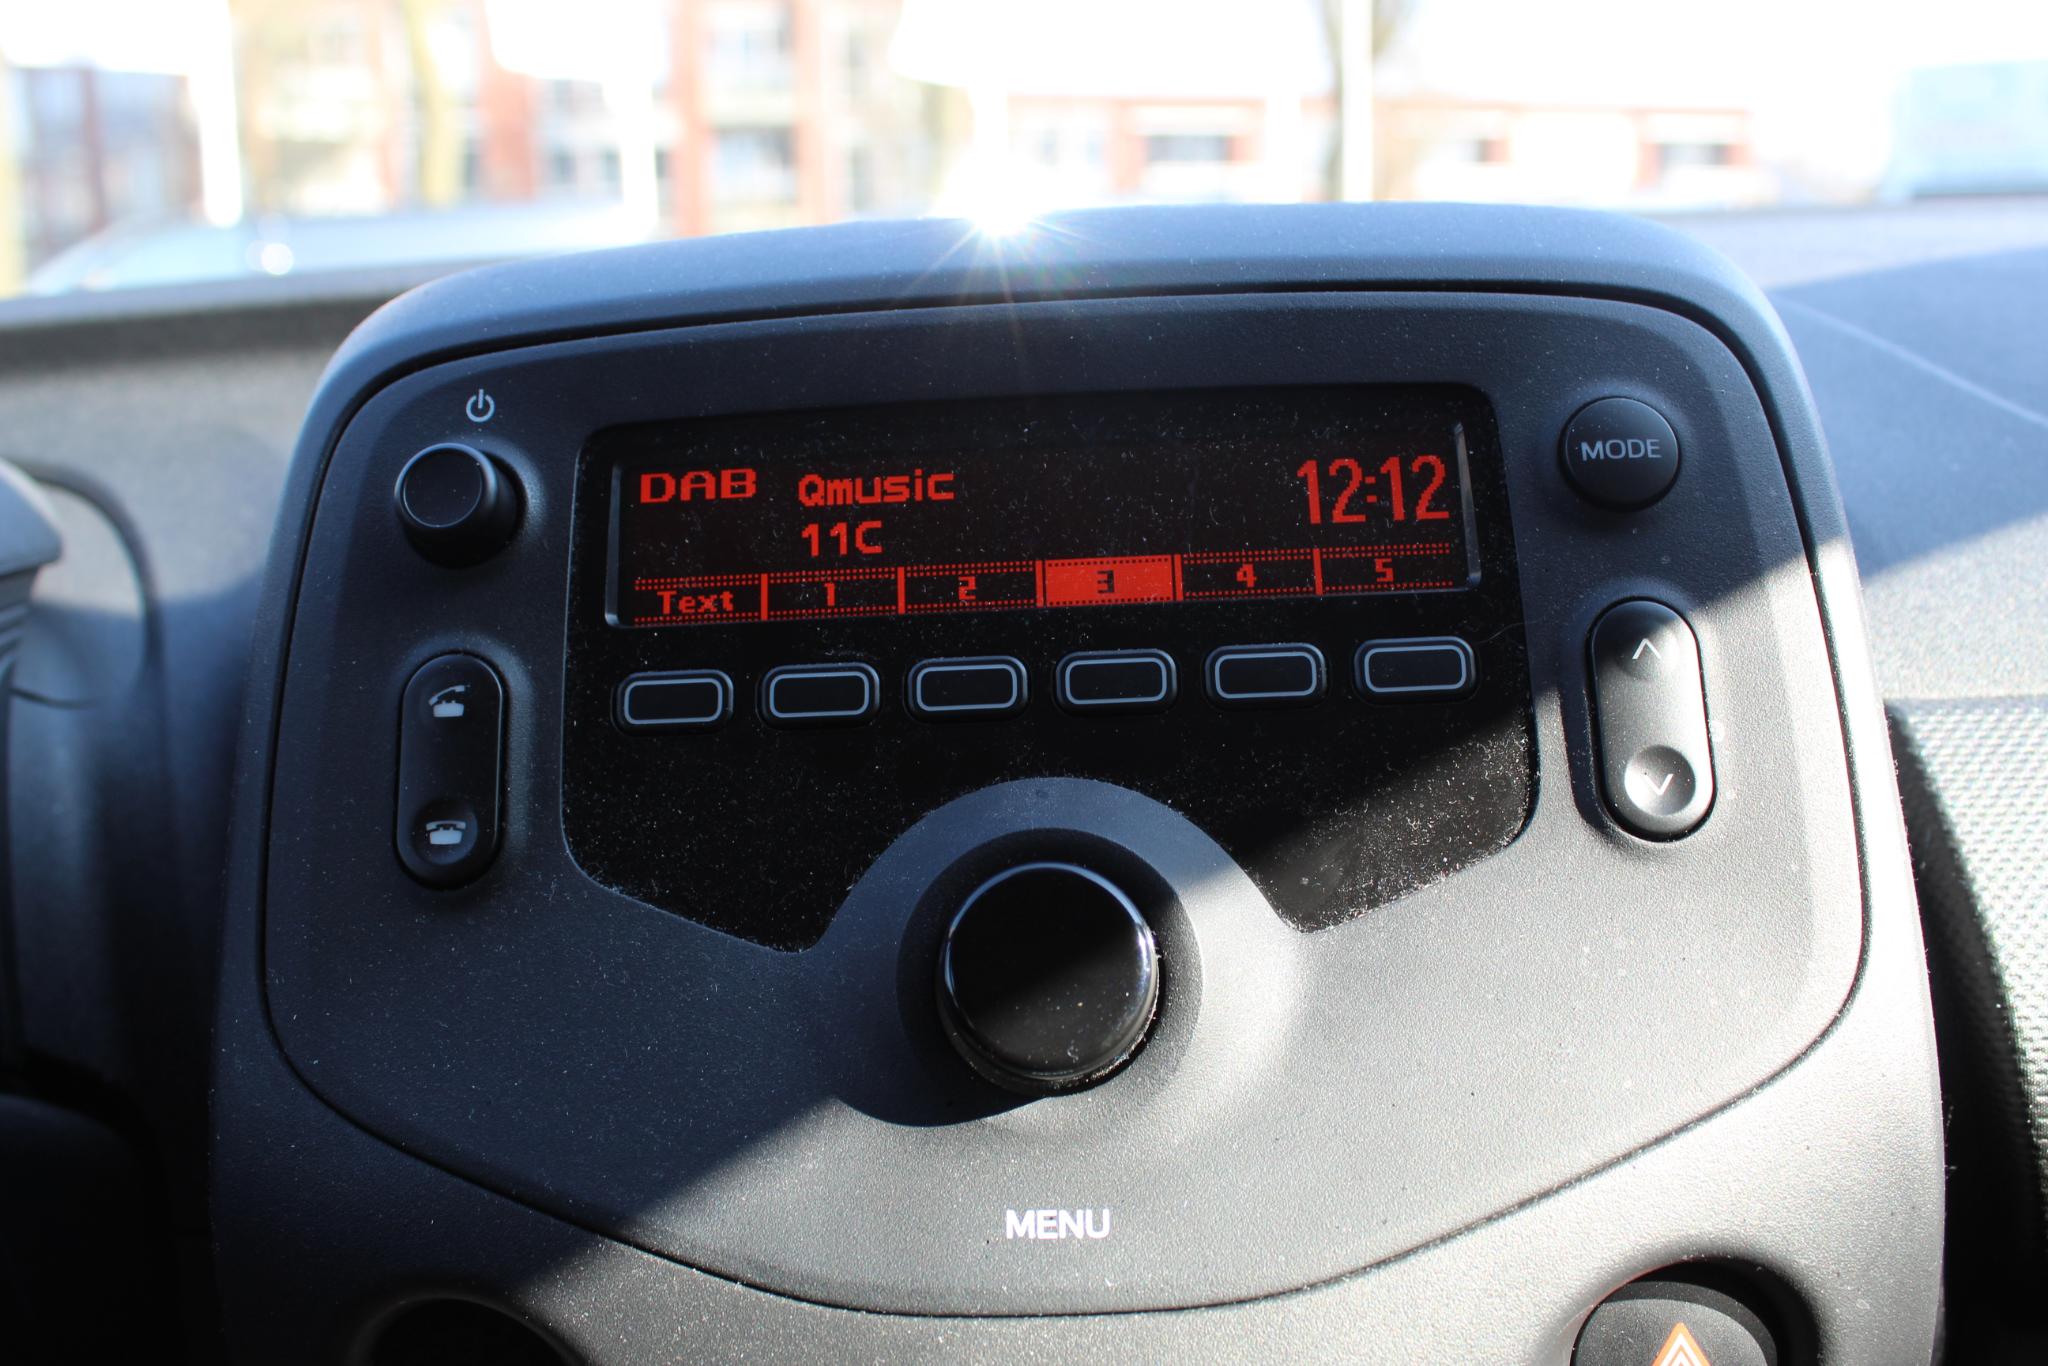 DAB Qmusic 12:12
11C
Text 1 2 3 4 5
MODE
MENU